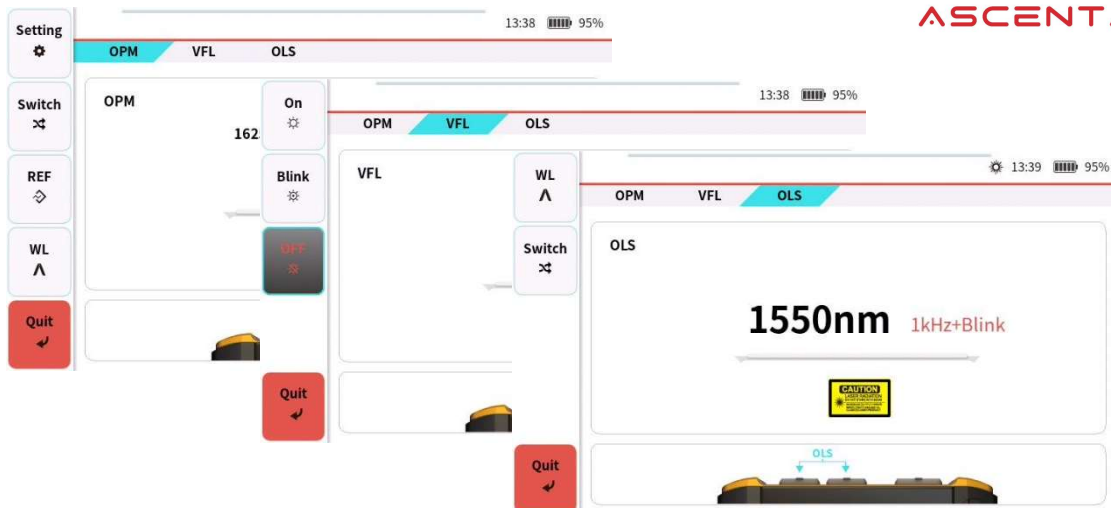 ASCENT
13:38 95%
Setting
OPM VFL OLS
Switch
OPM
REF
WL
Quit
13:38 95%
On
OPM VFL OLS
Blink
VFL
OFF
Quit
13:39 95%
WL
OPM VFL OLS
Switch
OLS
1550nm 1kHz+Blink
CAUTION
OLS
Quit